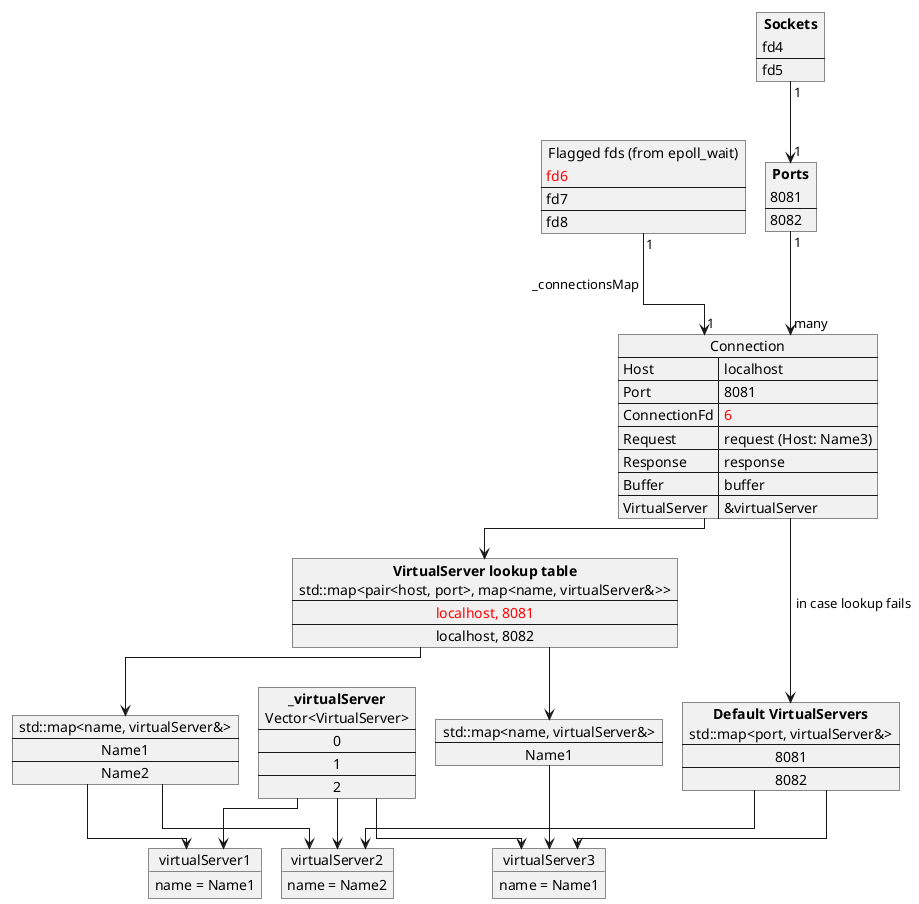 Sockets
fd4
fd5
1
1
Flagged fds (from epoll_wait)
fd6
fd7
fd8
Ports
8081
8082
1
1
_connectionsMap
1
many
Connection
Host localhost
Port 8081
ConnectionFd 6
Request request (Host: Name3)
Response response
Buffer buffer
VirtualServer &virtualServer
VirtualServer lookup table
std::map<pair<host, port>, map<name, virtualServer&>>
localhost, 8081
localhost, 8082
in case lookup fails
std::map<name, virtualServer&>
Name1
Name2
_virtualServer
Vector<VirtualServer>
0
1
2
std::map<name, virtualServer&>
Name1
Default VirtualServers
std::map<port, virtualServer&>
8081
8082
virtualServer1
name = Name1
virtualServer2
name = Name2
virtualServer3
name = Name1